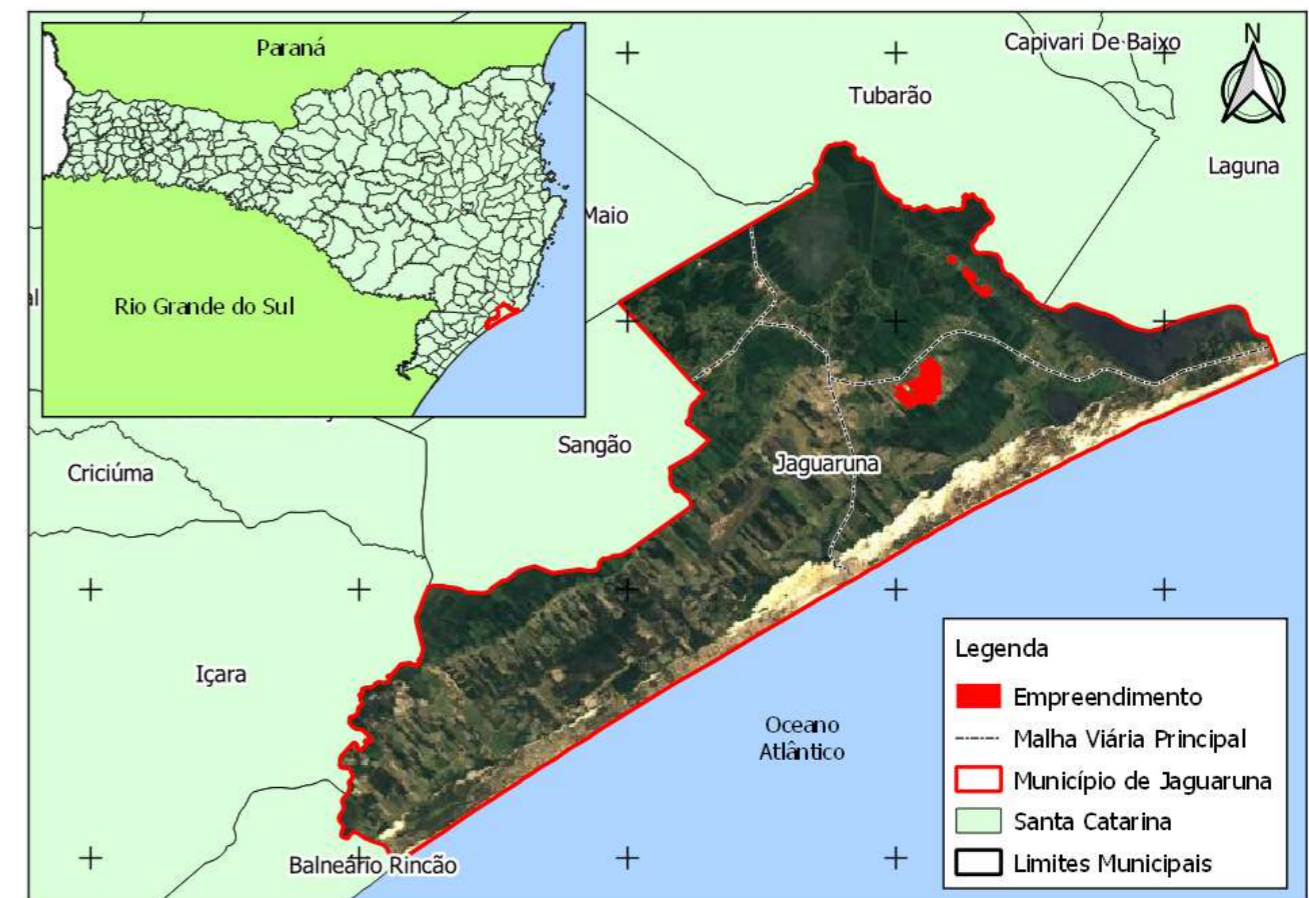 Paraná
Rio Grande do Sul
Capivari De Baixo
N
Tubarão
Laguna
Maio
al
Sangão
Criciúma
Jaguaruna
Içara
Oceano
Atlântico
Balneário Rincão
Legenda
Empreendimento
Malha Viária Principal
Município de Jaguaruna
Santa Catarina
Limites Municipais